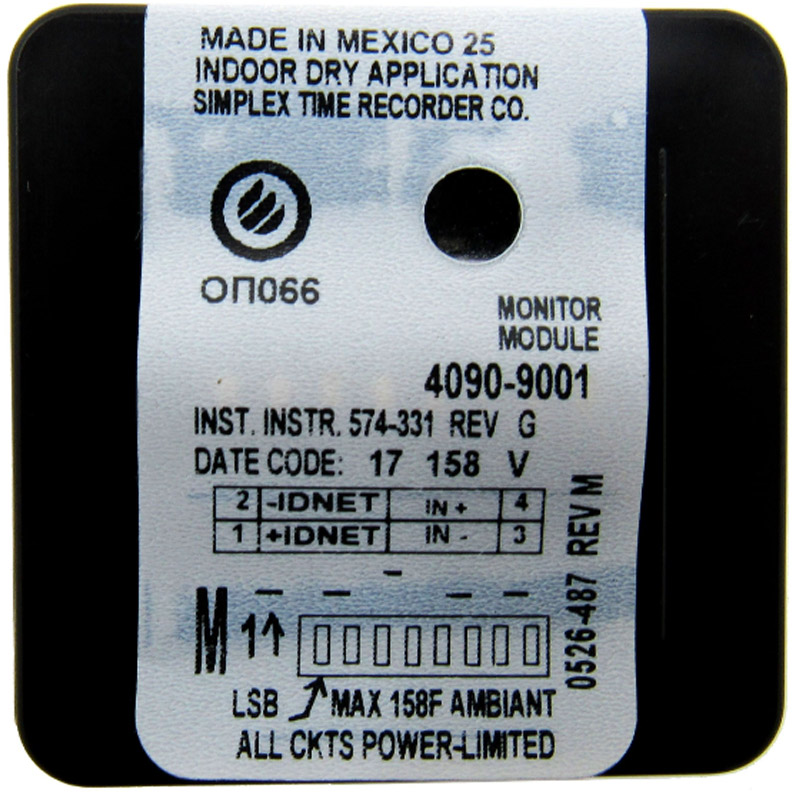 MADE IN MEXICO 25
INDOOR DRY APPLICATION
SIMPLEX TIME RECORDER CO.
ОП066
MONITOR
MODULE
4090-9001
INST. INSTR. 574-331 REV G
DATE CODE: 17 158 V
2 -IDNET IN + 4
1 +IDNET IN - 3
0526-487 REV M
M 1↑
LSB MAX 158F AMBIANT
ALL CKTS POWER-LIMITED